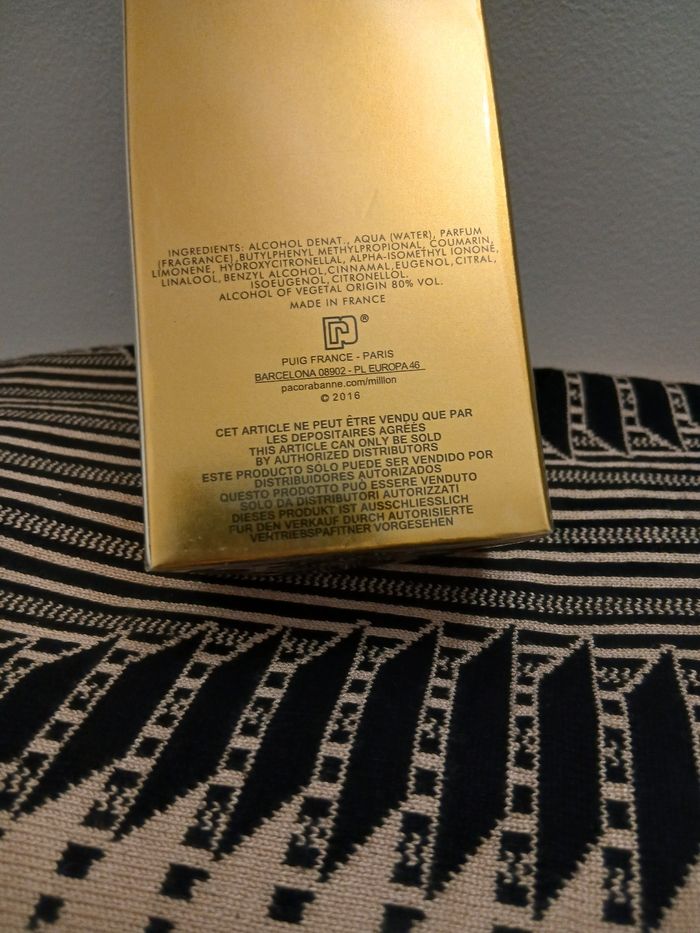 INGREDIENTS: ALCOHOL DENAT., AQUA (WATER), PARFUM
(FRAGRANCE), BUTYLPHENYL METHYLPROPIONAL, COUMARIN,
LIMONENE, HYDROXYCITRONELLAL, ALPHA-ISOMETHYL IONONE,
LINALOOL, BENZYL ALCOHOL, CINNAMAL, EUGENOL, CITRAL,
ISOEUGENOL, CITRONELLOL.
ALCOHOL OF VEGETAL ORIGIN 80% VOL.
MADE IN FRANCE
®
PUIG FRANCE - PARIS
BARCELONA 08902 - PL EUROPA 46
pacorabanne.com/million
© 2016
CET ARTICLE NE PEUT ÊTRE VENDU QUE PAR
LES DEPOSITAIRES AGRÉÉS
THIS ARTICLE CAN ONLY BE SOLD
BY AUTHORIZED DISTRIBUTORS
ESTE PRODUCTO SÓLO PUEDE SER VENDIDO POR
DISTRIBUIDORES AUTORIZADOS
QUESTO PRODOTTO PUÒ ESSERE VENDUTO
SOLO DA DISTRIBUTORI AUTORIZZATI
DIESES PRODUKT IST AUSSCHLIESSLICH
FUR DEN VERKAUF DURCH AUTORISIERTE
VERTRIEBSPAFITNER VORGESEHEN